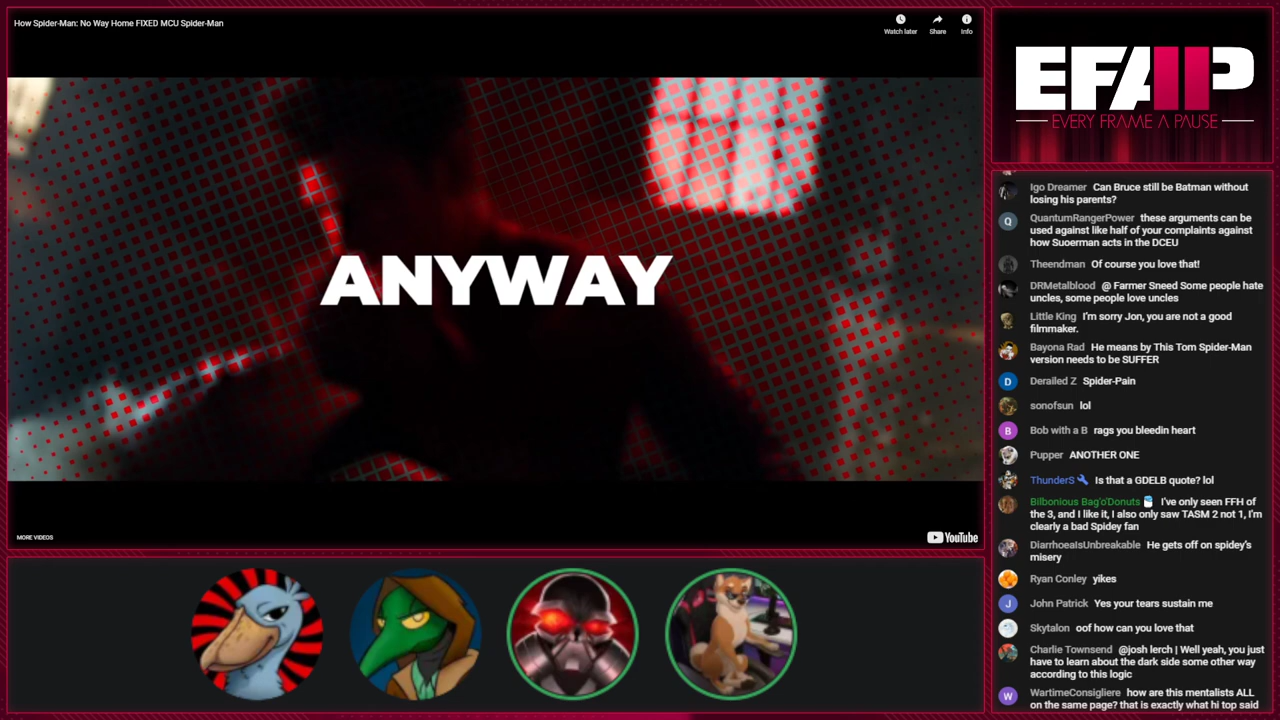 How Spider-Man: No Way Home FIXED MCU Spider-Man
Watch later
Share
Info
ANYWAY
MORE VIDEOS
YouTube
EFAP
EVERY FRAME A PAUSE
Igo Dreamer Can Bruce still be Batman without
losing his parents?
Q
QuantumRangerPower these arguments can be
used against like half of your complaints against
how Suoerman acts in the DCEU
Theendman Of course you love that!
DRMetalblood @ Farmer Sneed Some people hate
uncles, some people love uncles
Little King I'm sorry Jon, you are not a good
filmmaker.
Bayona Rad He means by This Tom Spider-Man
version needs to be SUFFER
D
Derailed Z Spider-Pain
sonofsun lol
B
Bob with a B rags you bleedin heart
Pupper ANOTHER ONE
ThunderS Is that a GDELB quote? lol
Bilbonious Bag'o'Donuts I've only seen FFH of
the 3, and I like it, I also only saw TASM 2 not 1, I'm
clearly a bad Spidey fan
DiarrhoeaIsUnbreakable He gets off on spidey's
misery
Ryan Conley yikes
J
John Patrick Yes your tears sustain me
Skytalon oof how can you love that
Charlie Townsend @josh lerch | Well yeah, you just
have to learn about the dark side some other way
according to this logic
W
WartimeConsigliere how are this mentalists ALL
on the same page? that is exactly what hi top said